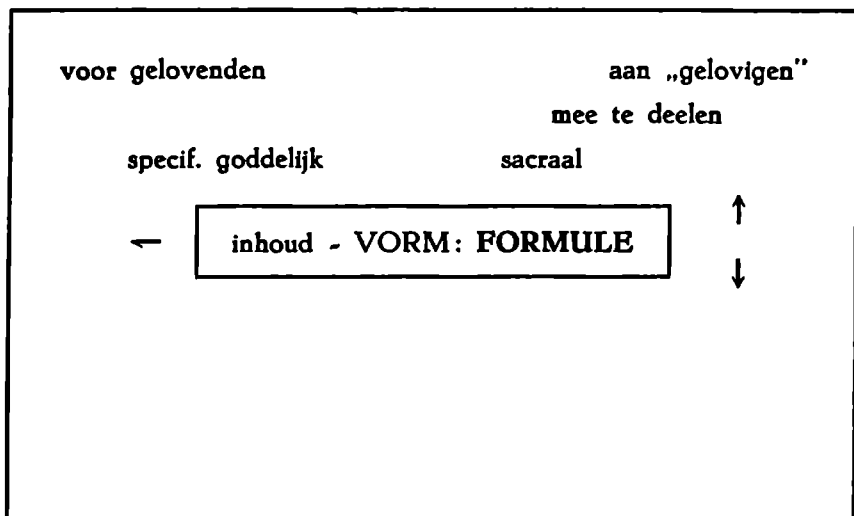 voor gelovenden aan „gelovigen”
mee te deelen
specif. goddelijk sacraal
inhoud - VORM: FORMULE